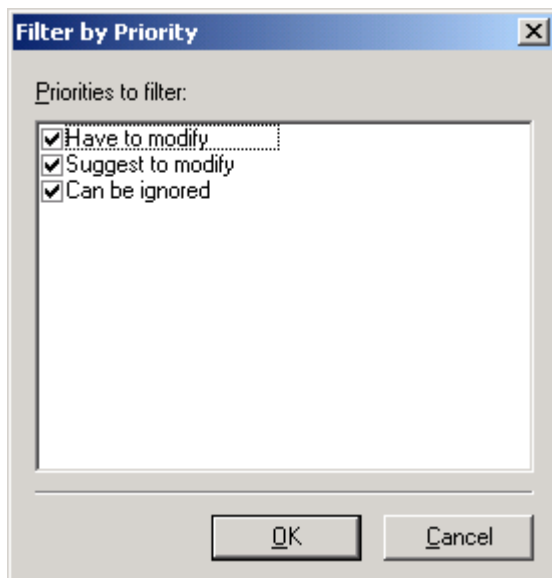 Filter by Priority
Priorities to filter:
Have to modify
Suggest to modify
Can be ignored
OK
Cancel